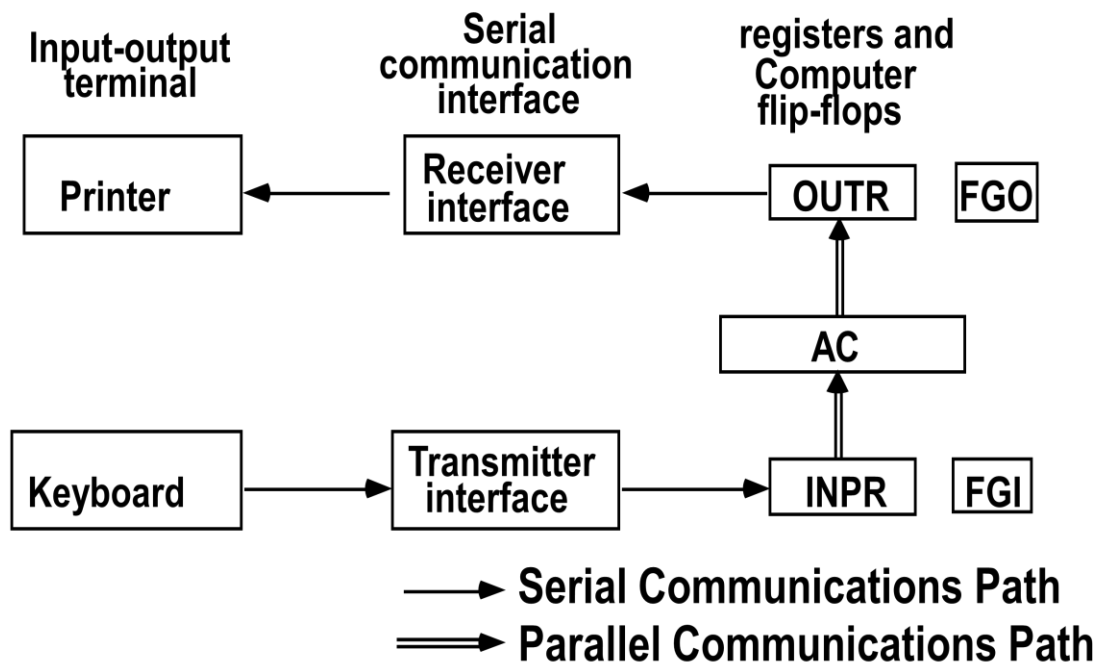 Input-output
terminal
Serial
communication
interface
registers and
Computer
flip-flops
Printer
Receiver
interface
OUTR
FGO
AC
Keyboard
Transmitter
interface
INPR
FGI
Serial Communications Path
Parallel Communications Path